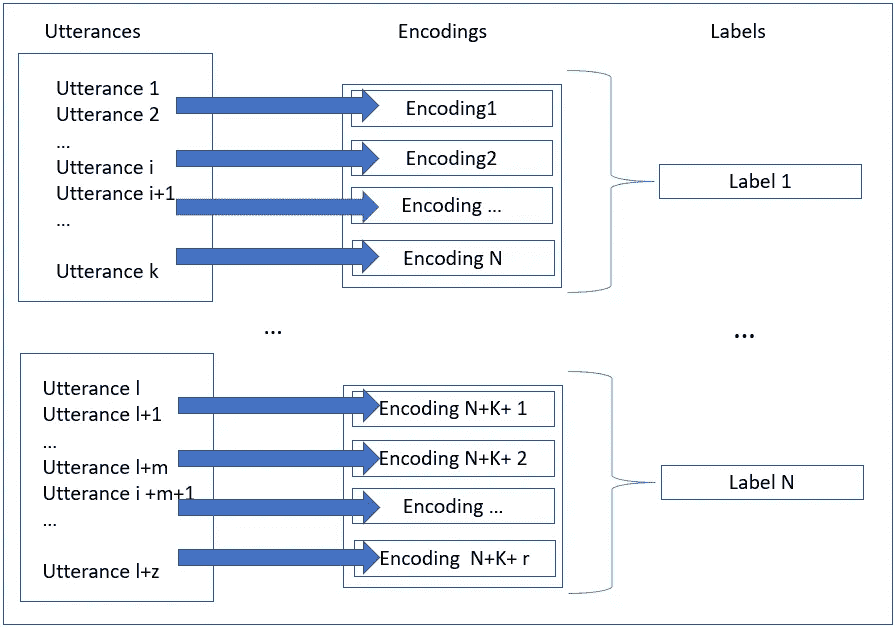 Utterances
Encodings
Labels
Utterance 1
Utterance 2
...
Utterance i
Utterance i+1
...
Utterance k
Encoding1
Encoding2
Encoding ...
Encoding N
Label 1
...
...
Utterance l
Utterance l+1
...
Utterance l+m
Utterance i +m+1
...
Utterance l+z
Encoding N+K+ 1
Encoding N+K+ 2
Encoding ...
Encoding N+K+ r
Label N